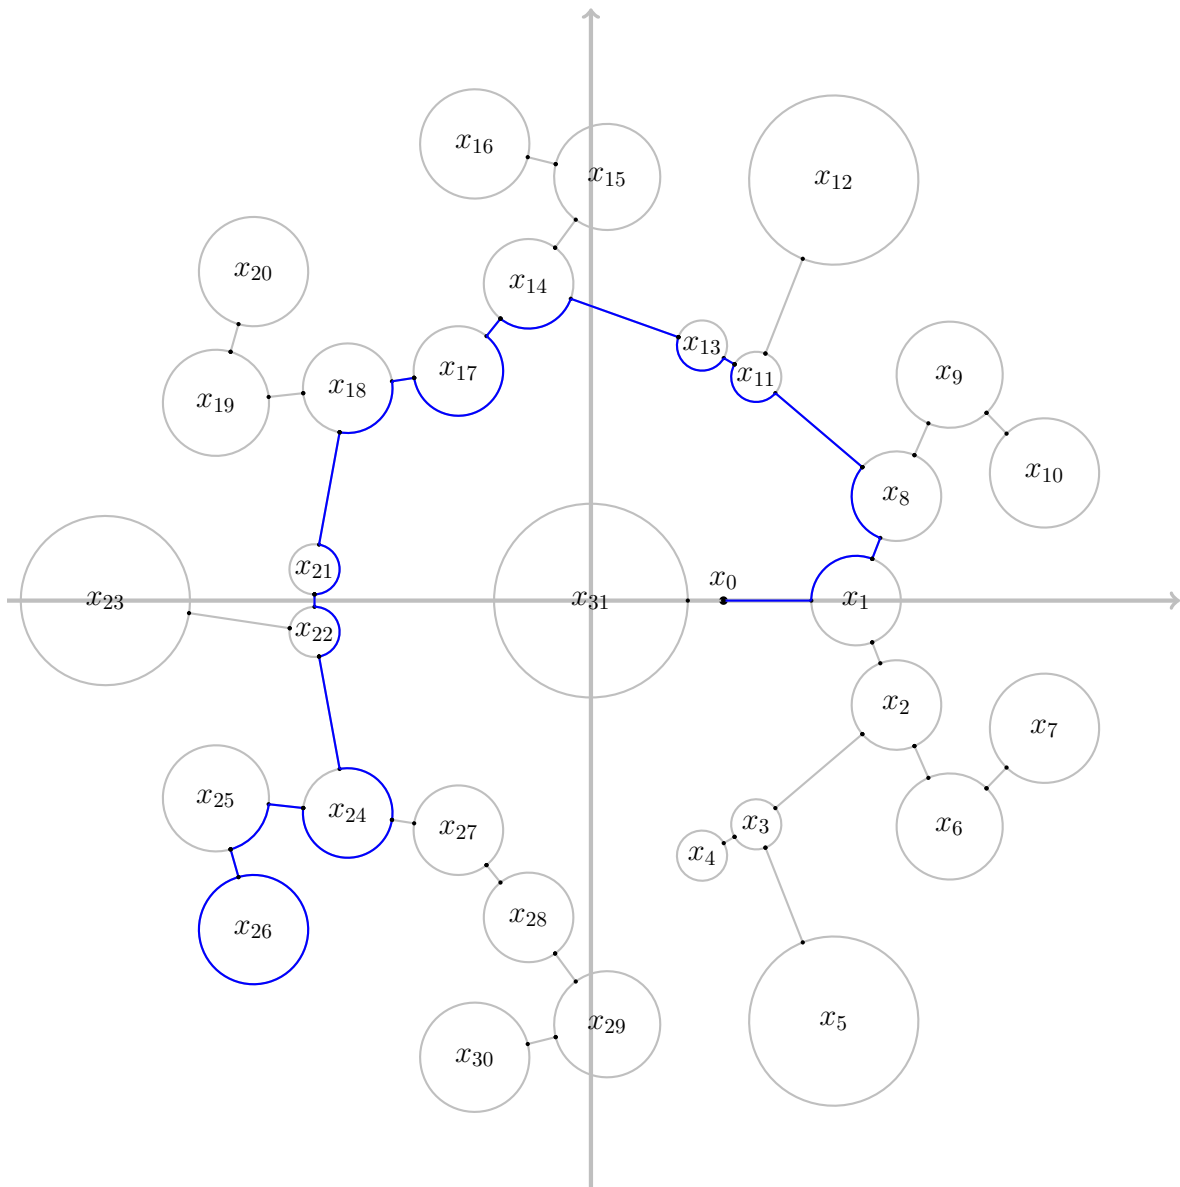 x₁₆
x₁₅
x₁₂
x₂₀
x₁₄
x₁₃
x₁₇
x₁₁
x₉
x₁₈
x₁₉
x₁₀
x₈
x₂₁
x₀
x₂₃
x₃₁
x₁
x₂₂
x₂
x₇
x₂₅
x₂₄
x₃
x₂₇
x₆
x₄
x₂₈
x₂₆
x₅
x₂₉
x₃₀